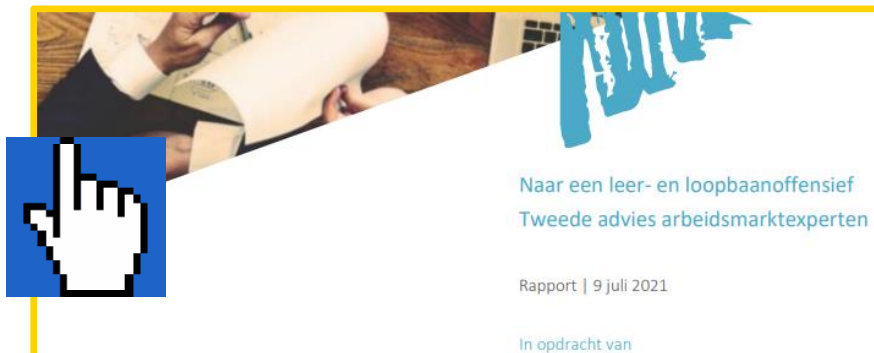 Naar een leer- en loopbaanoffensief
Tweede advies arbeidsmarktexperten
Rapport | 9 juli 2021
In opdracht van